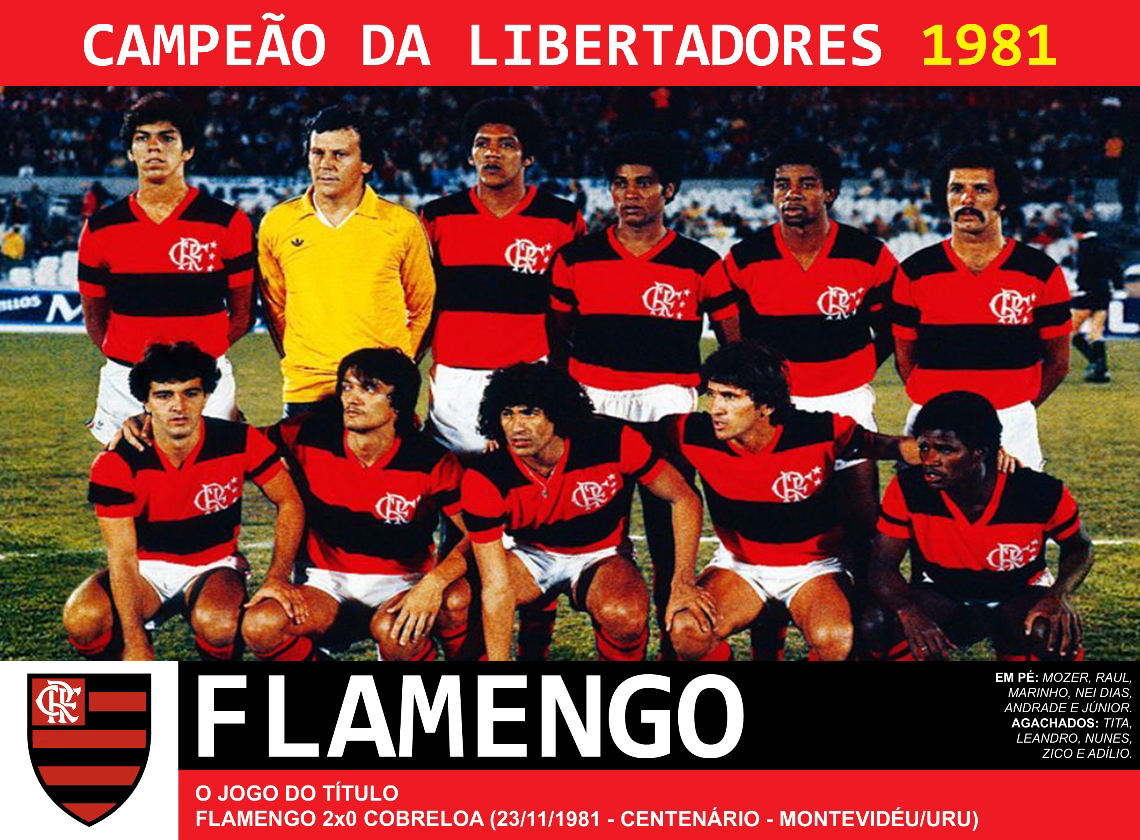 CAMPEÃO DA LIBERTADORES 1981
FLAMENGO
EM PÉ: MOZER, RAUL,
MARINHO, NEI DIAS,
ANDRADE E JÚNIOR.
AGACHADOS: TITA,
LEANDRO, NUNES,
ZICO E ADÍLIO.
O JOGO DO TÍTULO
FLAMENGO 2x0 COBRELOA (23/11/1981 - CENTENÁRIO - MONTEVIDÉU/URU)